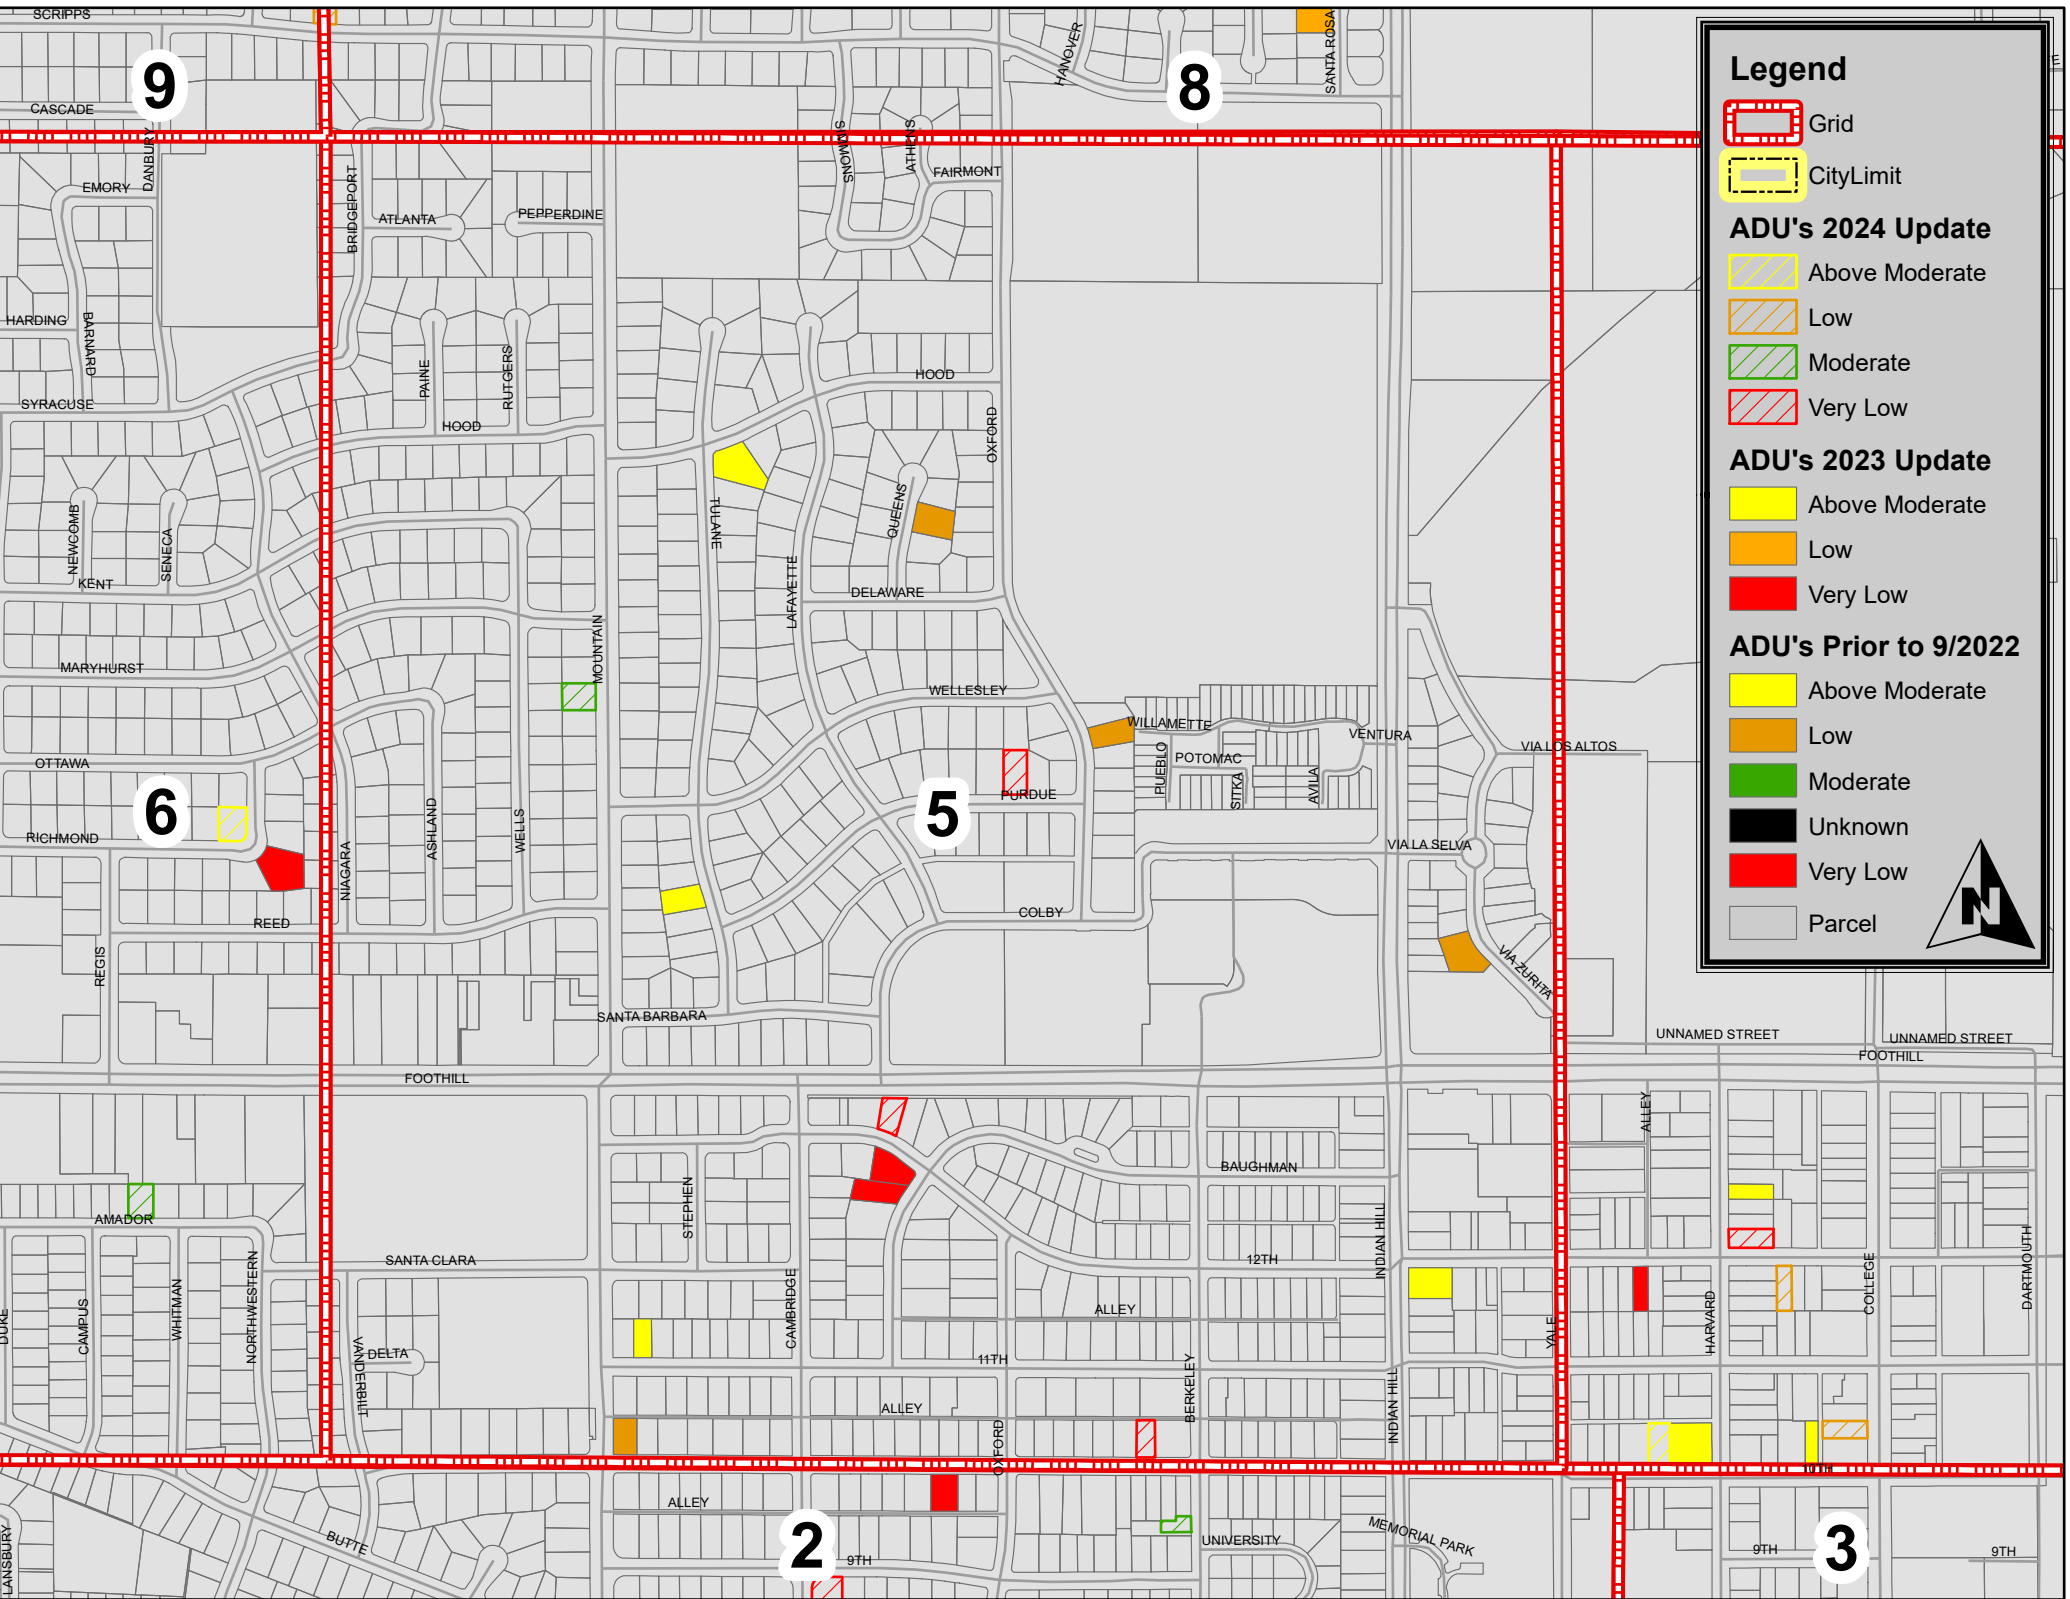 SCRIPPS
9
HANOVER
8
SANTA ROSA
E
CASCADE
DANBURY
SIMMONS
ATHENS
FAIRMONT
EMORY
BRIDGEPORT
ATLANTA
PEPPERDINE
HARDING
BARNARD
PAINE
RUTGERS
HOOD
SYRACUSE
HOOD
OXFORD
TULANE
QUEENS
NEWCOMB
SENECA
KENT
LAFAYETTE
DELAWARE
MOUNTAIN
MARYHURST
WELLESLEY
WILLAMETTE
VENTURA
VIA LOS ALTOS
PUEBLO
POTOMAC
SITKA
AVILA
OTTAWA
6
5
PURDUE
RICHMOND
NIAGARA
ASHLAND
WELLS
VIA LA SELVA
REED
COLBY
REGIS
VIA ZURITA
SANTA BARBARA
UNNAMED STREET
UNNAMED STREET
FOOTHILL
FOOTHILL
ALLEY
BAUGHMAN
STEPHEN
AMADOR
INDIAN HILL
DARTMOUTH
SANTA CLARA
12TH
COLLEGE
DUKE
CAMPUS
WHITMAN
NORTHWESTERN
CAMBRIDGE
ALLEY
HARVARD
YALE
VANDERBILT
DELTA
11TH
BERKELEY
INDIAN HILL
ALLEY
OXFORD
10TH
ALLEY
BUTTE
2
9TH
UNIVERSITY
MEMORIAL PARK
9TH
3
9TH
LANSBURY
Legend
Grid
CityLimit
ADU's 2024 Update
Above Moderate
Low
Moderate
Very Low
ADU's 2023 Update
Above Moderate
Low
Very Low
ADU's Prior to 9/2022
Above Moderate
Low
Moderate
Unknown
Very Low
Parcel
N